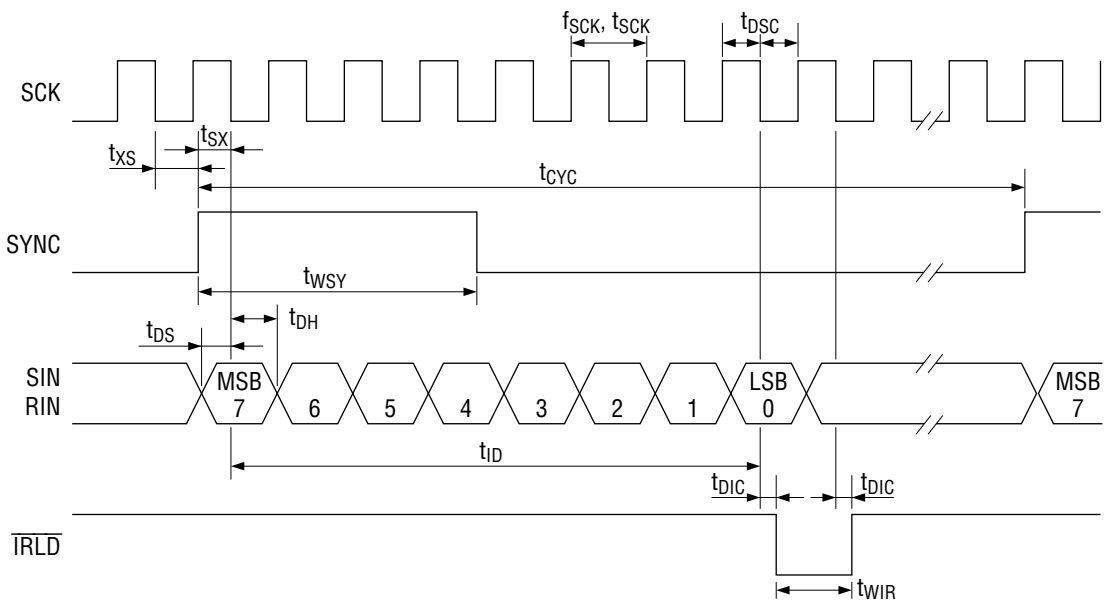 fSCK, tSCK
tDSC
SCK
tSX
tXS
tCYC
SYNC
tWSY
tDS
tDH
SIN
RIN
MSB
7
6
5
4
3
2
1
LSB
0
MSB
7
tID
tDIC
tDIC
IRLD
tWIR